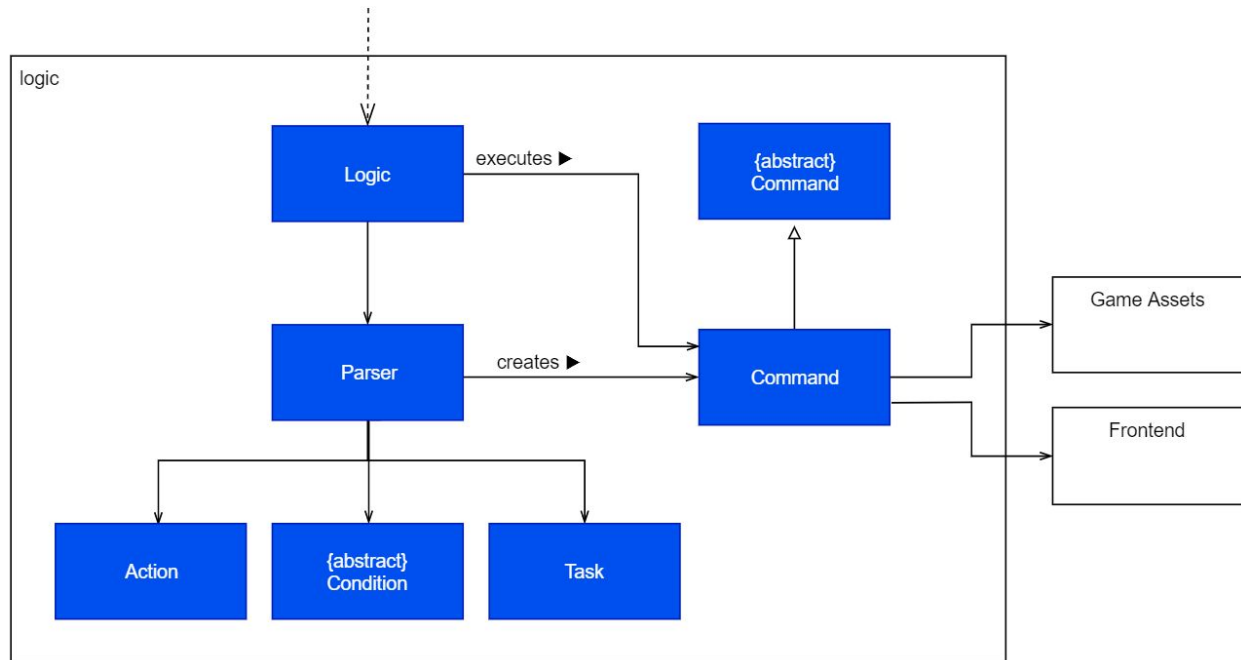 logic
Logic
executes ▶
{abstract}
Command
Game Assets
Parser
creates ▶
Command
Frontend
Action
{abstract}
Condition
Task